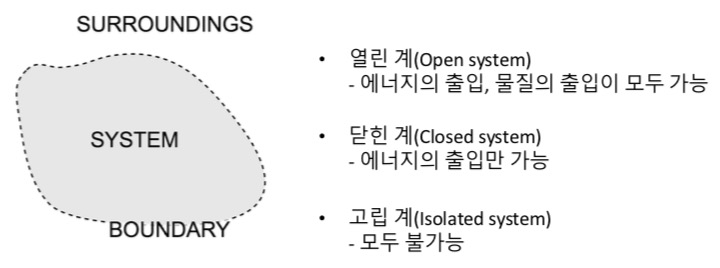 SURROUNDINGS
SYSTEM
BOUNDARY
• 열린 계(Open system)
- 에너지의 출입, 물질의 출입이 모두 가능
• 닫힌 계(Closed system)
- 에너지의 출입만 가능
• 고립 계(Isolated system)
- 모두 불가능